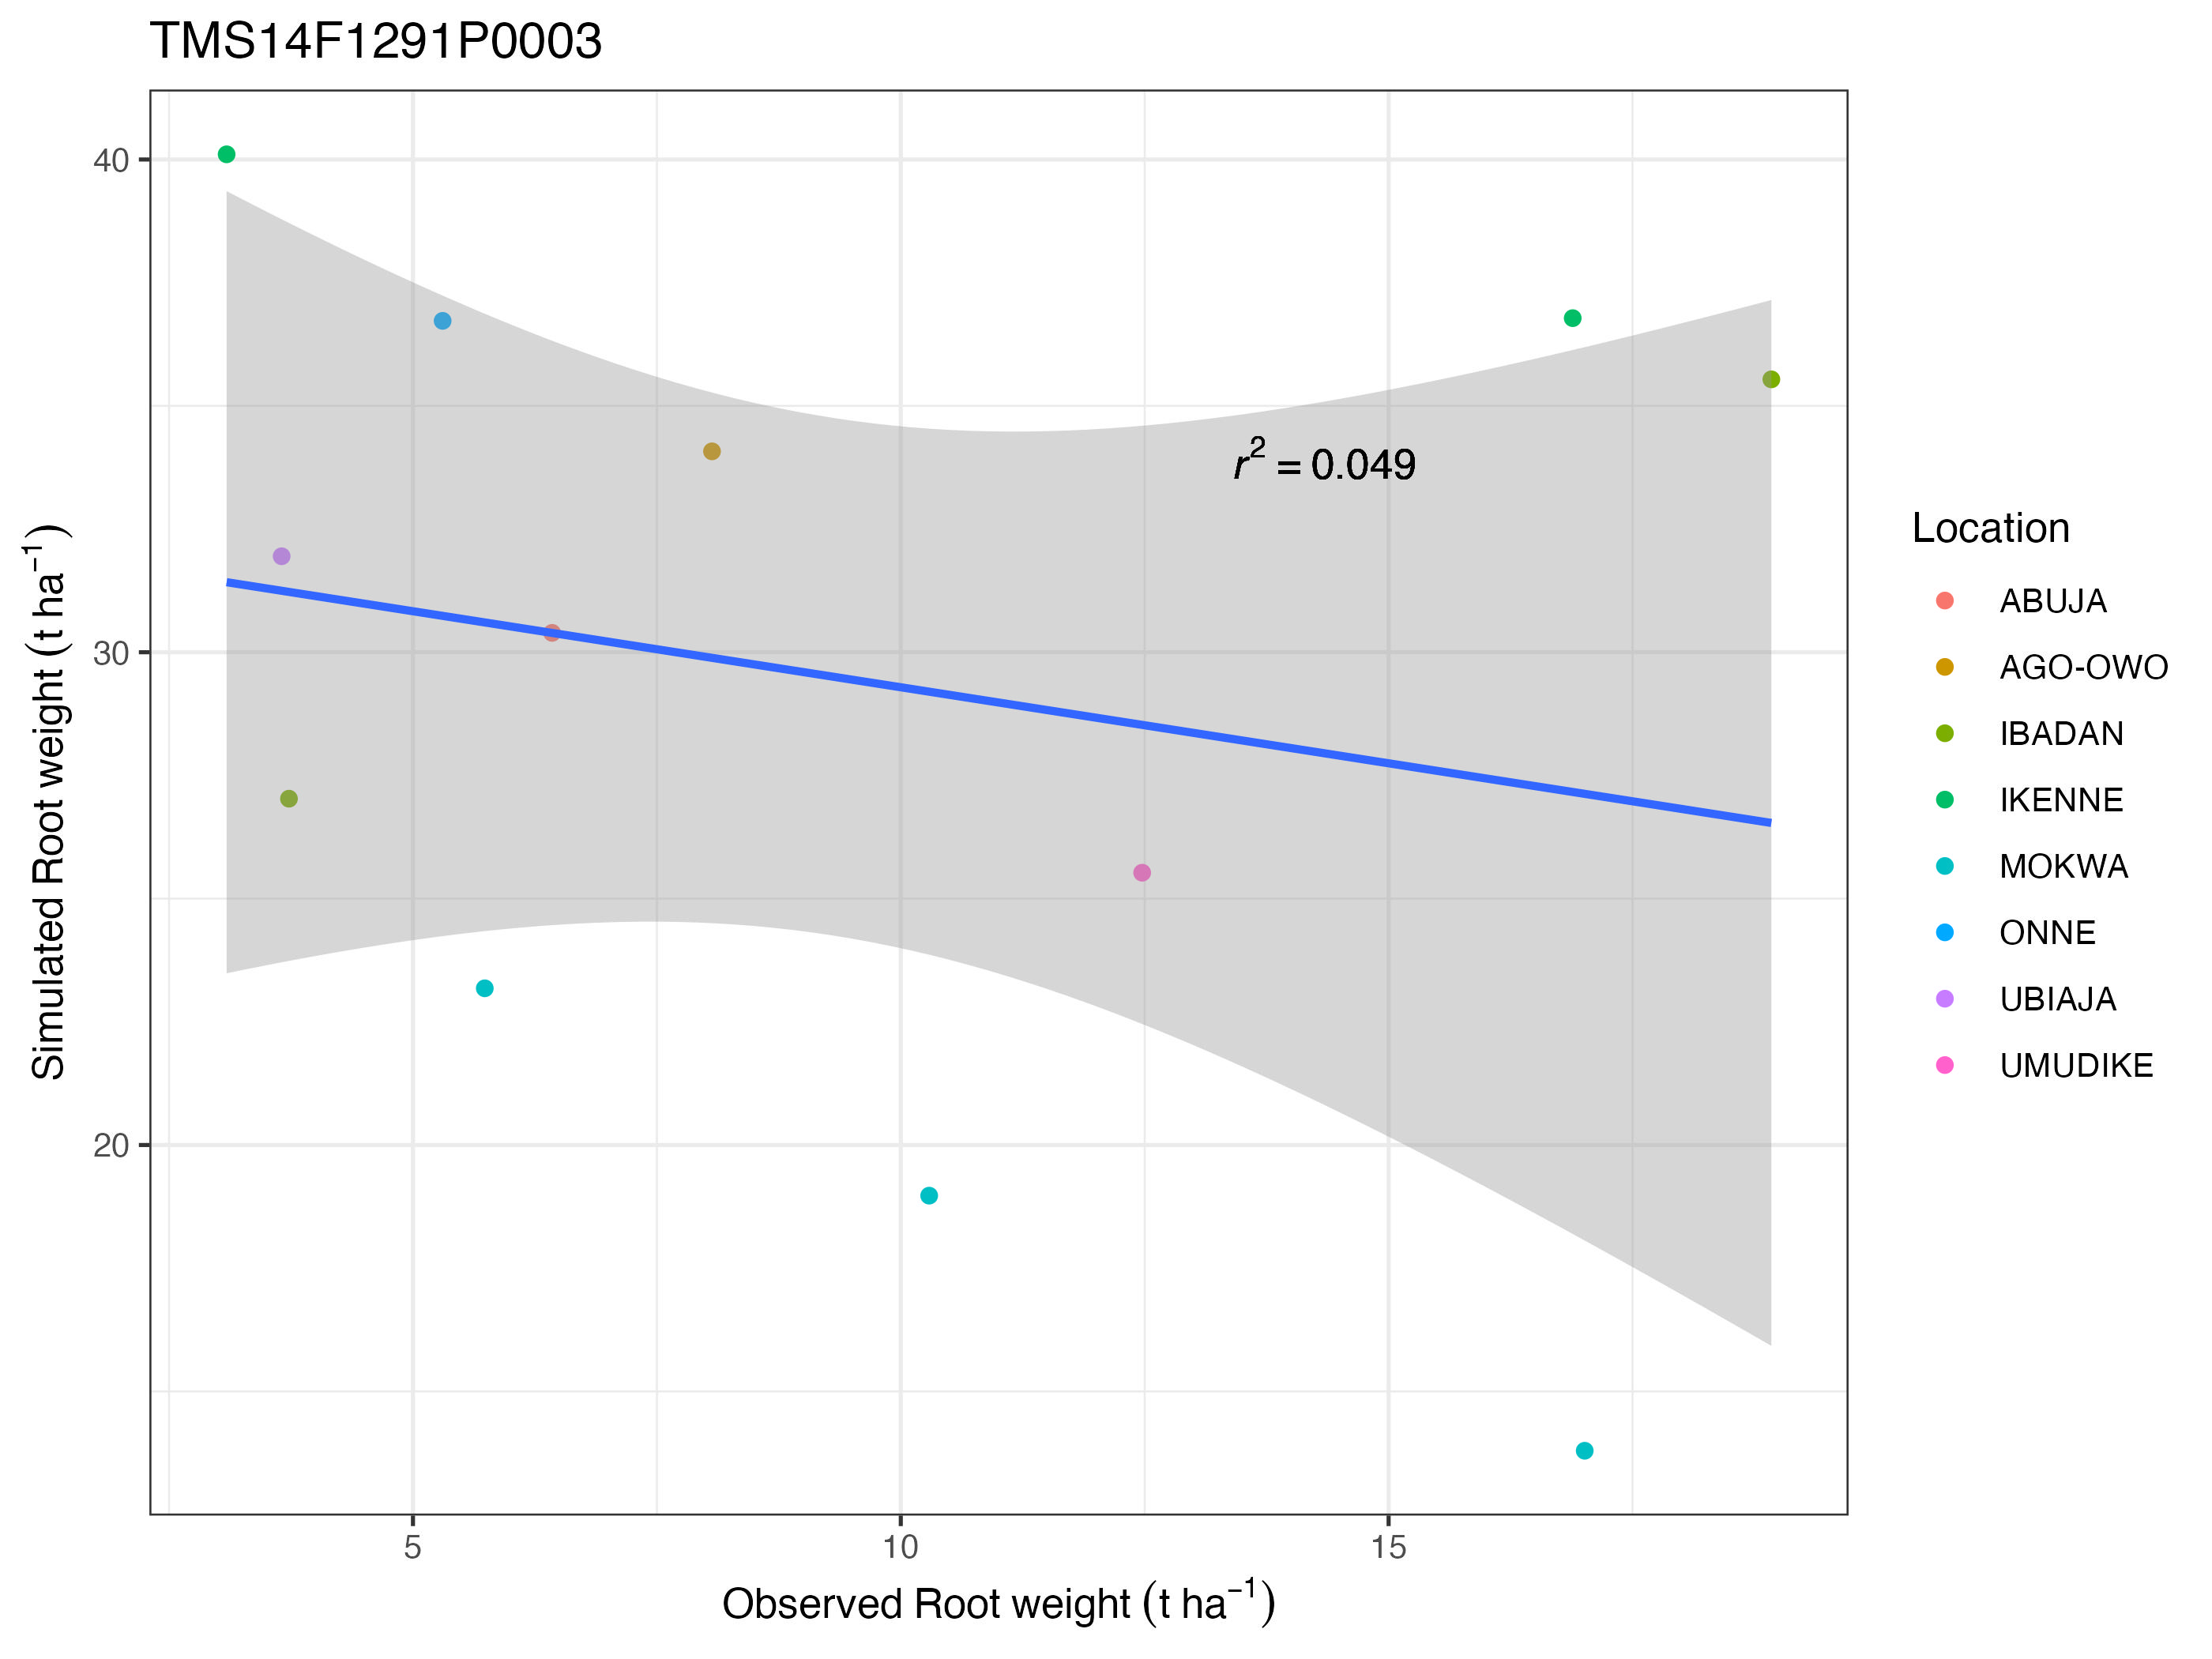 TMS14F1291P0003
40
30
20
Simulated Root weight (t ha⁻¹)
r² = 0.049
5 10 15
Observed Root weight (t ha⁻¹)
Location
ABUJA
AGO-OWO
IBADAN
IKENNE
MOKWA
ONNE
UBIAJA
UMUDIKE